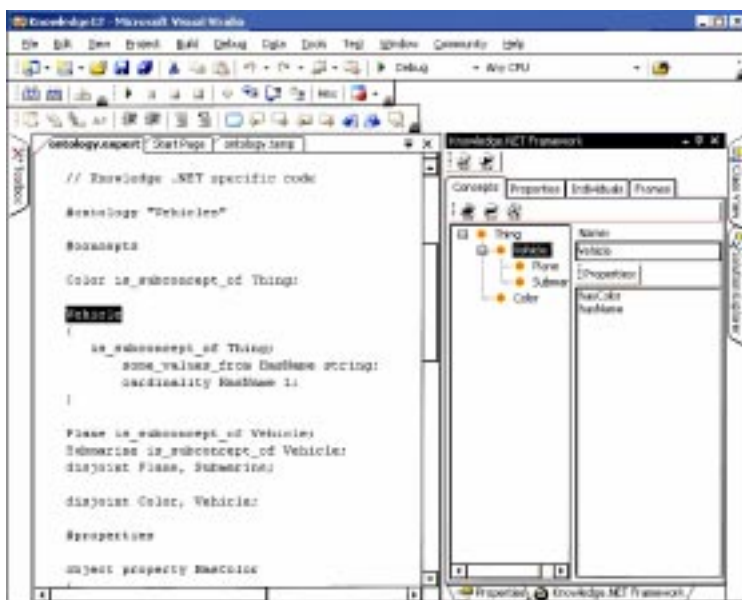 Microsoft Visual Studio
File Edit View Project Build Debug Data Tools Test Window Community Help
Debug Any CPU
Toolbox
ontology.expert Start Page ontology.temp
// Knowledge .NET specific code
#ontology "Vehicles"
#concepts
Color is_subconcept_of Thing;
Vehicle
{
is_subconcept_of Thing;
some_values_from HasName string;
cardinality HasName 1;
}
Plane is_subconcept_of Vehicle;
Submarine is_subconcept_of Vehicle;
disjoint Plane, Submarine;
disjoint Color, Vehicle;
#properties
object property HasColor
{
Knowledge.NET Framework
Concepts Properties Individuals Frames
Thing
Vehicle
Plane
Submar
Color
Name:
Vehicle
Properties:
hasColor
hasName
Properties Knowledge.NET Framework
Class View
Solution Explorer